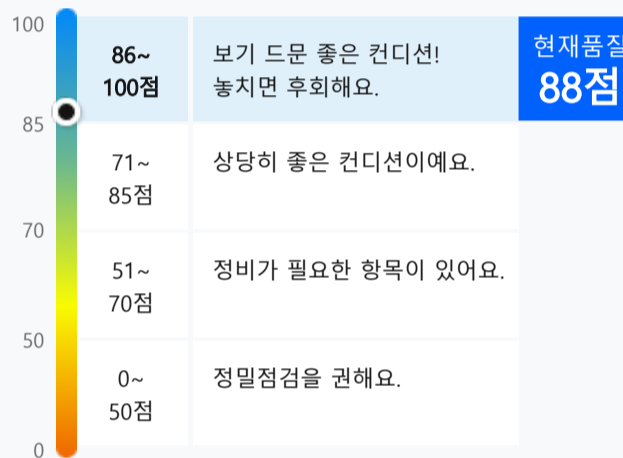 100
86~
100점
보기 드문 좋은 컨디션!
놓치면 후회해요.
현재품질
88점
85
71~
85점
상당히 좋은 컨디션이예요.
70
51~
70점
정비가 필요한 항목이 있어요.
50
0~
50점
정밀점검을 권해요.
0